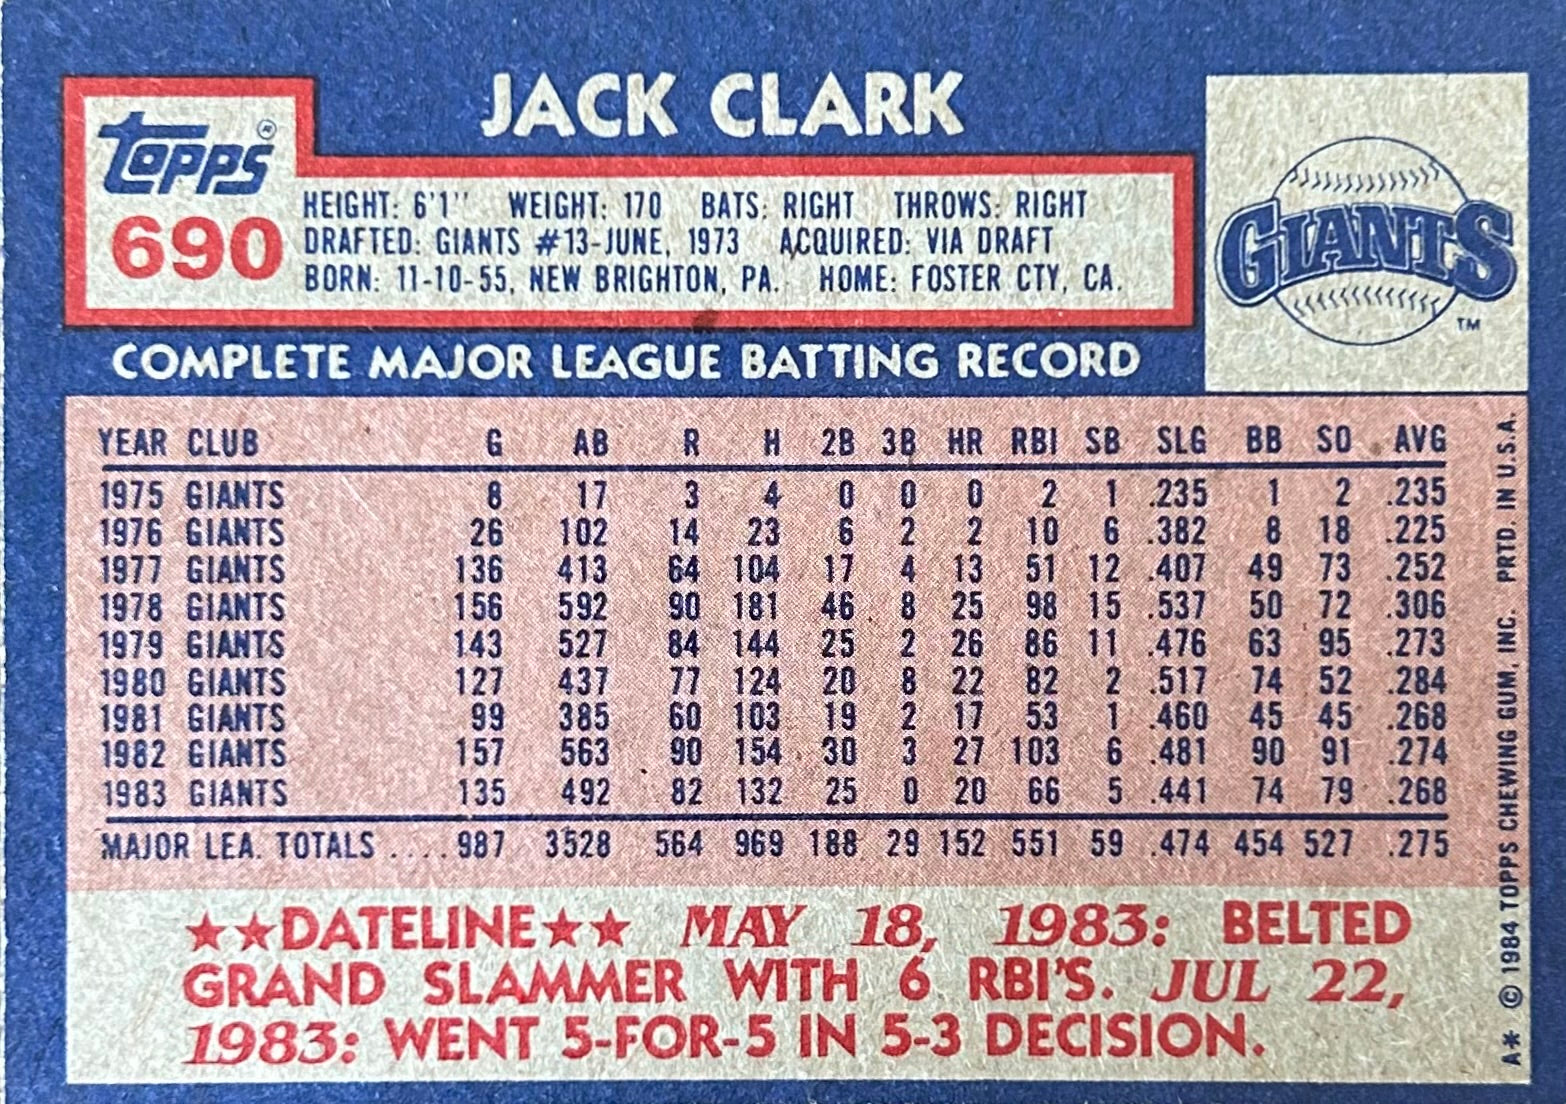 JACK CLARK
TOPPS®
690
HEIGHT: 6'1" WEIGHT: 170 BATS: RIGHT THROWS: RIGHT
DRAFTED: GIANTS #13-JUNE, 1973 ACQUIRED: VIA DRAFT
BORN: 11-10-55, NEW BRIGHTON, PA. HOME: FOSTER CTY, CA.
GIANTS
TM
COMPLETE MAJOR LEAGUE BATTING RECORD
YEAR CLUB G AB R H 2B 3B HR RBI SB SLG BB SO AVG
1975 GIANTS 8 17 3 4 0 0 0 2 1 .235 1 2 .235
1976 GIANTS 26 102 14 23 6 2 2 10 6 .382 8 18 .225
1977 GIANTS 136 413 64 104 17 4 13 51 12 .407 49 73 .252
1978 GIANTS 156 592 90 181 46 8 25 98 15 .537 50 72 .306
1979 GIANTS 143 527 84 144 25 2 26 86 11 .476 63 95 .273
1980 GIANTS 127 437 77 124 20 8 22 82 2 .517 74 52 .284
1981 GIANTS 99 385 60 103 19 2 17 53 1 .460 45 45 .268
1982 GIANTS 157 563 90 154 30 3 27 103 6 .481 90 91 .274
1983 GIANTS 135 492 82 132 25 0 20 66 5 .441 74 79 .268
MAJOR LEA. TOTALS .... 987 3528 564 969 188 29 152 551 59 .474 454 527 .275
★★DATELINE★★ MAY 18, 1983: BELTED
GRAND SLAMMER WITH 6 RBI'S. JUL 22,
1983: WENT 5-FOR-5 IN 5-3 DECISION.
A* © 1984 TOPPS CHEWING GUM, INC. PRTD. IN U.S.A.